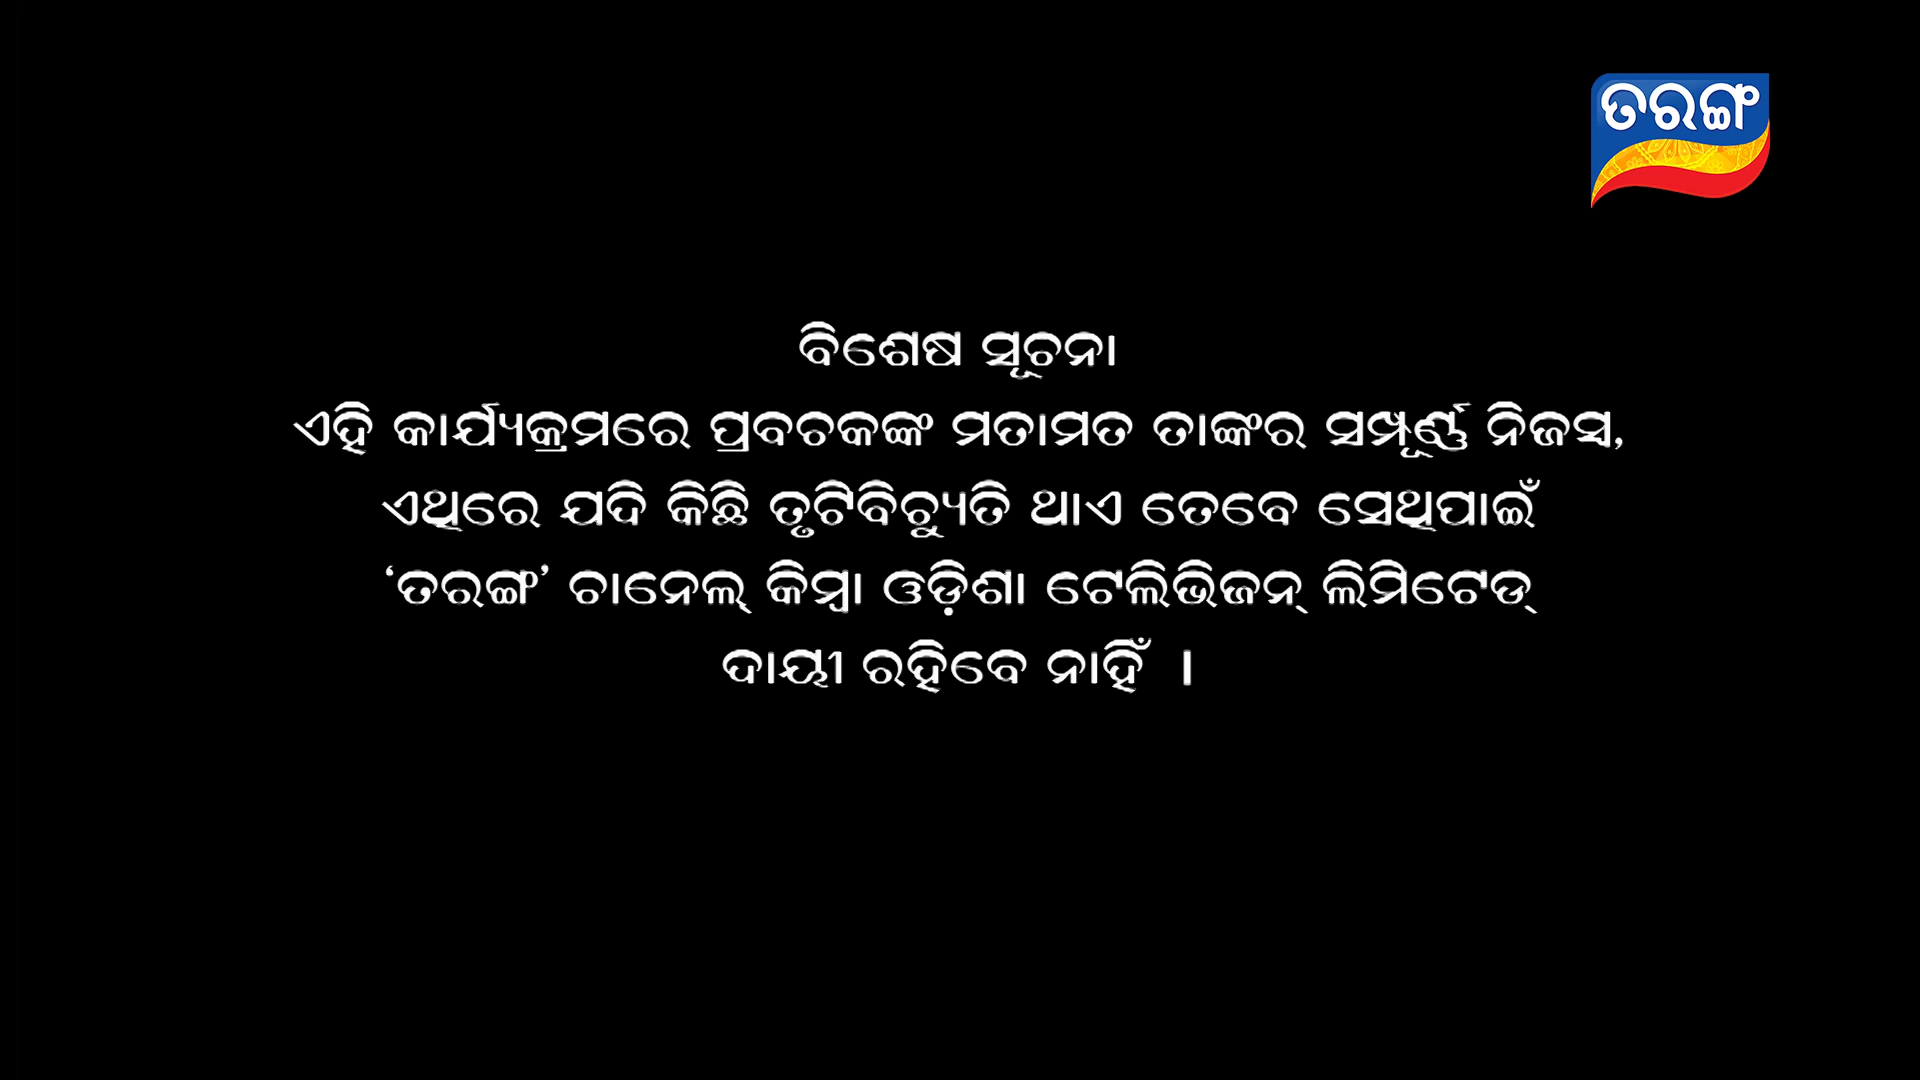 ତରଙ୍ଗ
ବିଶେଷ ସୂଚନା
ଏହି କାର୍ଯ୍ୟକ୍ରମରେ ପ୍ରବଚକଙ୍କ ମତାମତ ତାଙ୍କର ସମ୍ପୂର୍ଣ୍ଣ ନିଜସ୍ୱ,
ଏଥିରେ ଯଦି କିଛି ତୃଟିବିଚ୍ୟୁତି ଥାଏ ତେବେ ସେଥିପାଇଁ
‘ତରଙ୍ଗ’ ଚାନେଲ୍ କିମ୍ବା ଓଡ଼ିଶା ଟେଲିଭିଜନ୍ ଲିମିଟେଡ୍
ଦାୟୀ ରହିବେ ନାହିଁ ।